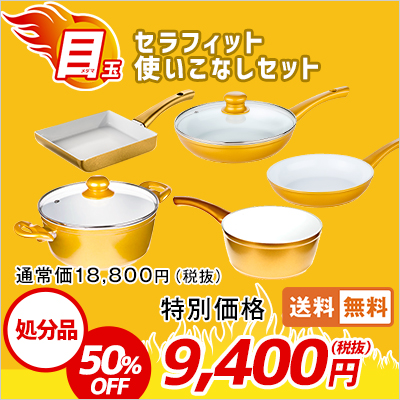 目玉
メダマ
セラフィット
使いこなしセット
通常価18,800円(税抜)
処分品
50%
OFF
特別価格
送料無料
9,400円(税抜)